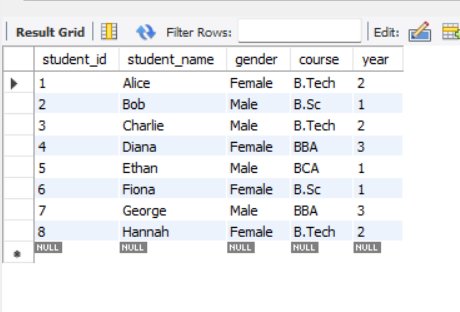 Result Grid Filter Rows: Edit:
student_id student_name gender course year
1 Alice Female B.Tech 2
2 Bob Male B.Sc 1
3 Charlie Male B.Tech 2
4 Diana Female BBA 3
5 Ethan Male BCA 1
6 Fiona Female B.Sc 1
7 George Male BBA 3
8 Hannah Female B.Tech 2
NULL NULL NULL NULL NULL